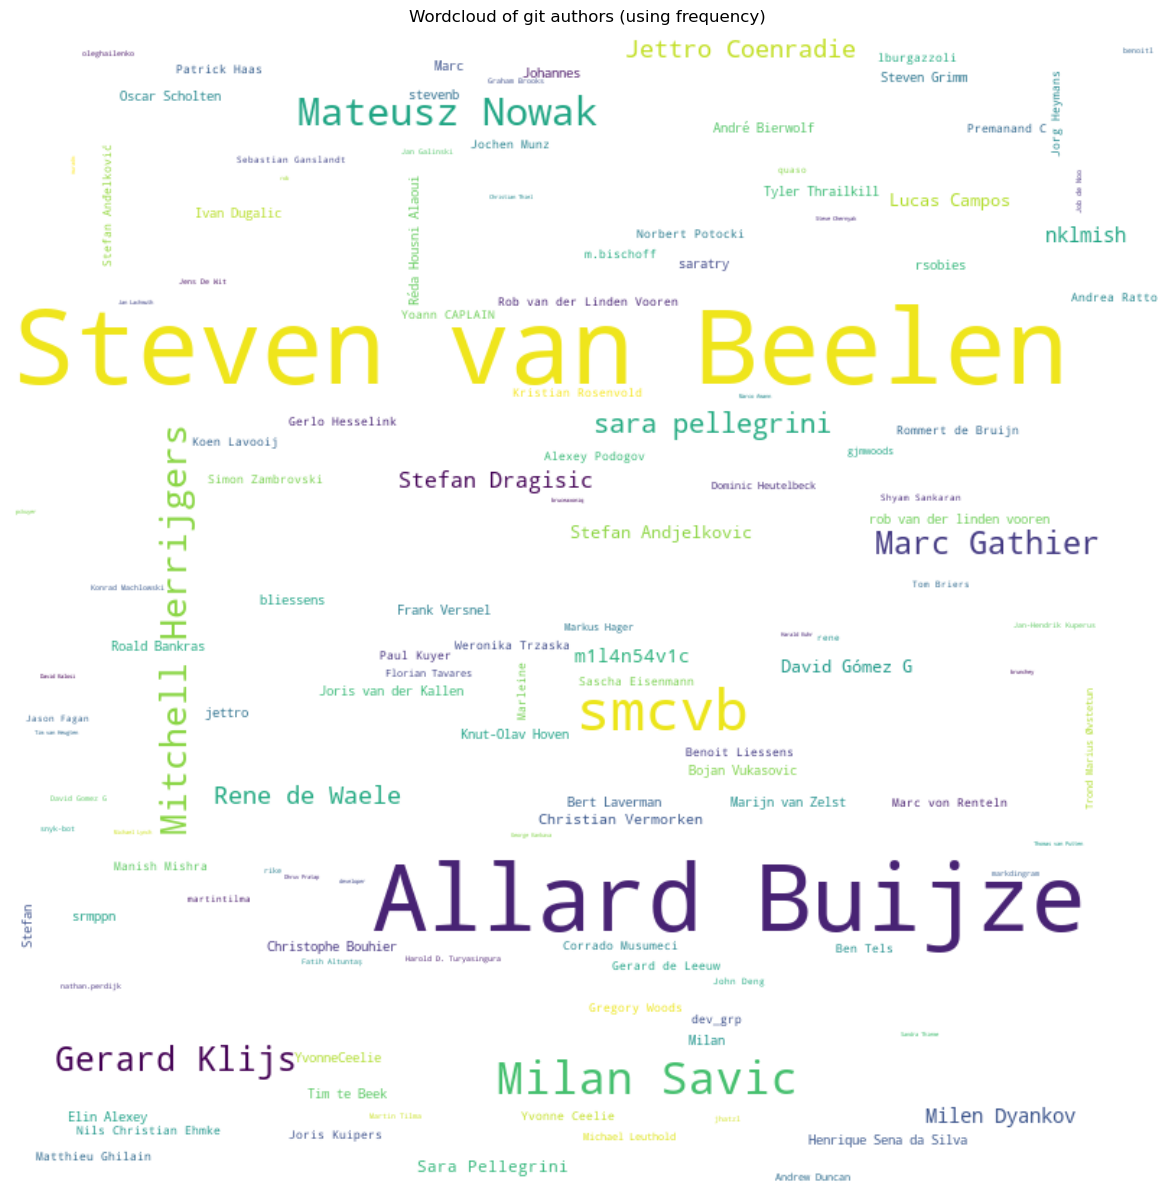 Wordcloud of git authors (using frequency)
oleghailenko
Patrick Haas
Marc
Johannes
Graham Brooks
Jettro Coenradie
lburgazzoli
benoitl
Steven Grimm
Oscar Scholten
stevenb
Mateusz Nowak
Jorg Heymans
André Bierwolf
Premanand C
Jochen Munz
Jan Galinski
Sebastian Ganslandt
Stefan Anđelković
quaso
Réda Housni Alaoui
Tyler Thrailkill
Lucas Campos
Job de Noo
Ivan Dugalic
Norbert Potocki
nklmish
m.bischoff
saratry
rsobies
Jens De Wit
Rob van der Linden Vooren
Andrea Ratto
Yoann CAPLAIN
Steven van Beelen
Kristian Rosenvold
Gerlo Hesselink
sara pellegrini
Rommert de Bruijn
Koen Lavooij
Mitchell Herrijgers
Alexey Podogov
gjmwoods
Simon Zambrovski
Stefan Dragisic
Dominic Heutelbeck
Shyam Sankaran
rob van der linden vooren
Stefan Andjelkovic
Marc Gathier
Konrad Machlowski
Tom Briers
bliessens
Frank Versnel
Markus Hager
Jan-Hendrik Kuperus
rene
Roald Bankras
Weronika Trzaska
Paul Kuyer
m1l4n54v1c
David Gómez G
Florian Tavares
Sascha Eisenmann
Joris van der Kallen
Marleine
Trond Marius Øvstetun
Jason Fagan
jettro
smcvb
Knut-Olav Hoven
Benoit Liessens
Bojan Vukasovic
David Gomez G
Rene de Waele
Bert Laverman
Marijn van Zelst
Marc von Renteln
Christian Vermorken
snyk-bot
Manish Mishra
rike
markdingram
Allard Buijze
martintilma
srmppn
Stefan
Christophe Bouhier
Corrado Musumeci
Ben Tels
Fatih Altuntaş
Harold D. Turyasingura
Gerard de Leeuw
John Deng
nathan.perdijk
Gregory Woods
dev_grp
Milan
Gerard Klijs
YvonneCeelie
Milan Savic
Tim te Beek
Elin Alexey
Martin Tilma
Yvonne Ceelie
Milen Dyankov
Nils Christian Ehmke
Joris Kuipers
Michael Leuthold
Henrique Sena da Silva
Matthieu Ghilain
Sara Pellegrini
Andrew Duncan